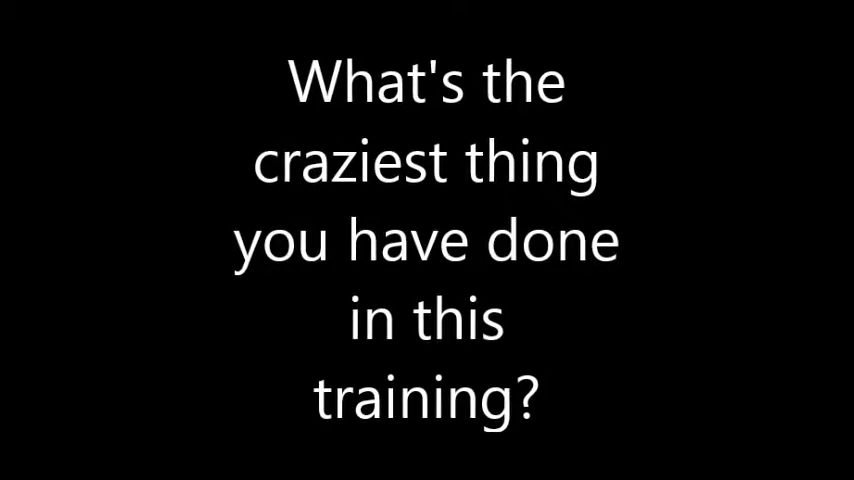 What's the
craziest thing
you have done
in this
training?